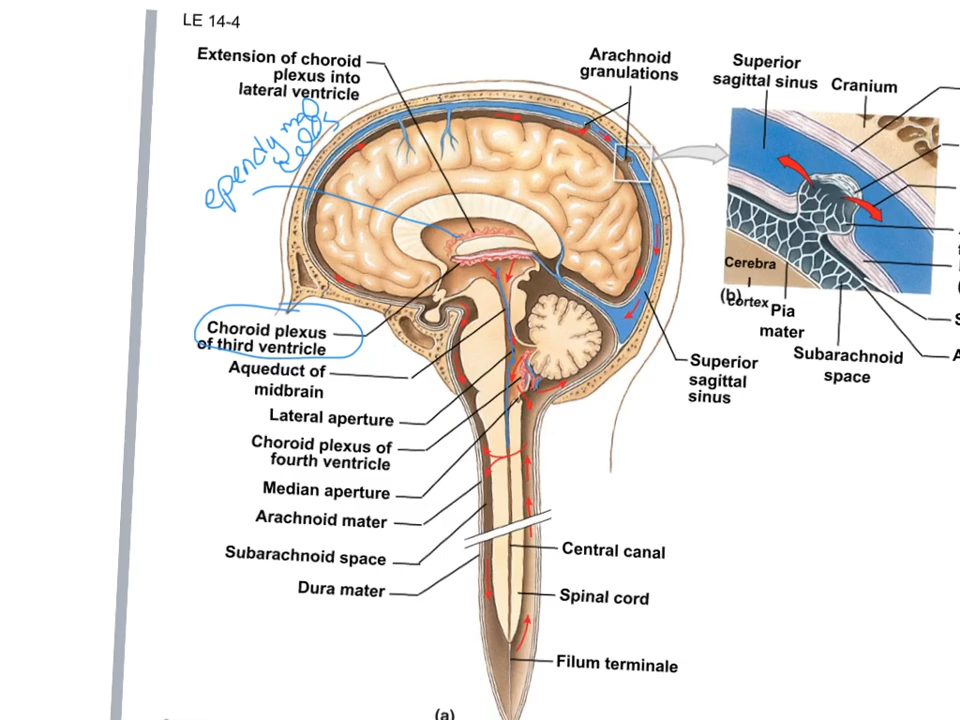 LE 14-4
Extension of choroid
plexus into
lateral ventricle
ependymal
cells
Choroid plexus
of third ventricle
Aqueduct of
midbrain
Lateral aperture
Choroid plexus of
fourth ventricle
Median aperture
Arachnoid mater
Subarachnoid space
Dura mater
Arachnoid
granulations
Superior
sagittal sinus
Central canal
Spinal cord
Filum terminale
(a)
Superior
sagittal sinus
Cranium
Cerebra
cortex
(b)
Pia
mater
Subarachnoid
space
S
A